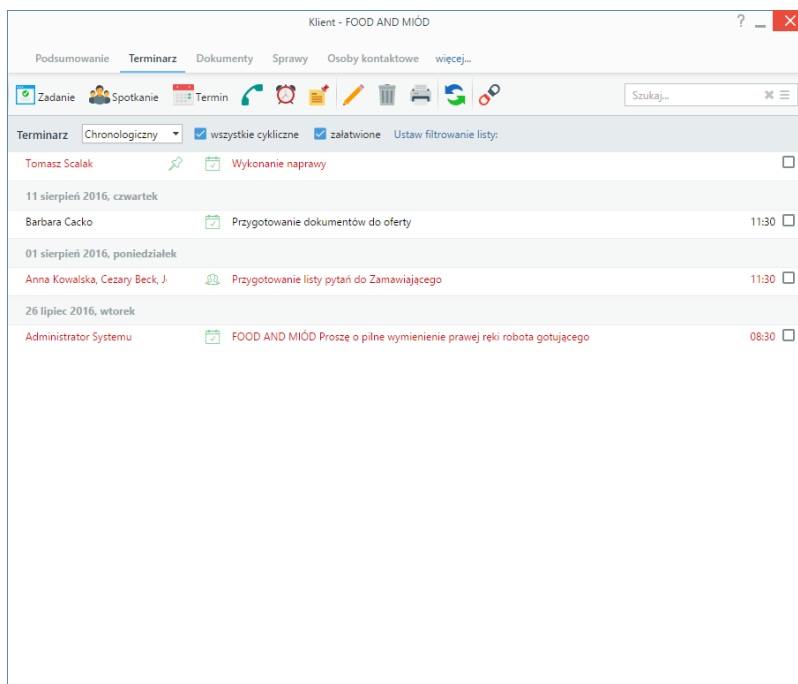 Klient - FOOD AND MIÓD
?
Podsumowanie Terminarz Dokumenty Sprawy Osoby kontaktowe więcej...
Zadanie Spotkanie Termin Szukaj...
Terminarz Chronologiczny wszystkie cykliczne załatwione Ustaw filtrowanie listy:
Tomasz Scalak Wykonanie naprawy
11 sierpień 2016, czwartek
Barbara Cacko Przygotowanie dokumentów do oferty 11:30
01 sierpień 2016, poniedziałek
Anna Kowalska, Cezary Beck, Przygotowanie listy pytań do Zamawiającego 11:30
26 lipiec 2016, wtorek
Administrator Systemu FOOD AND MIÓD Proszę o pilne wymienienie prawej ręki robota gotującego 08:30